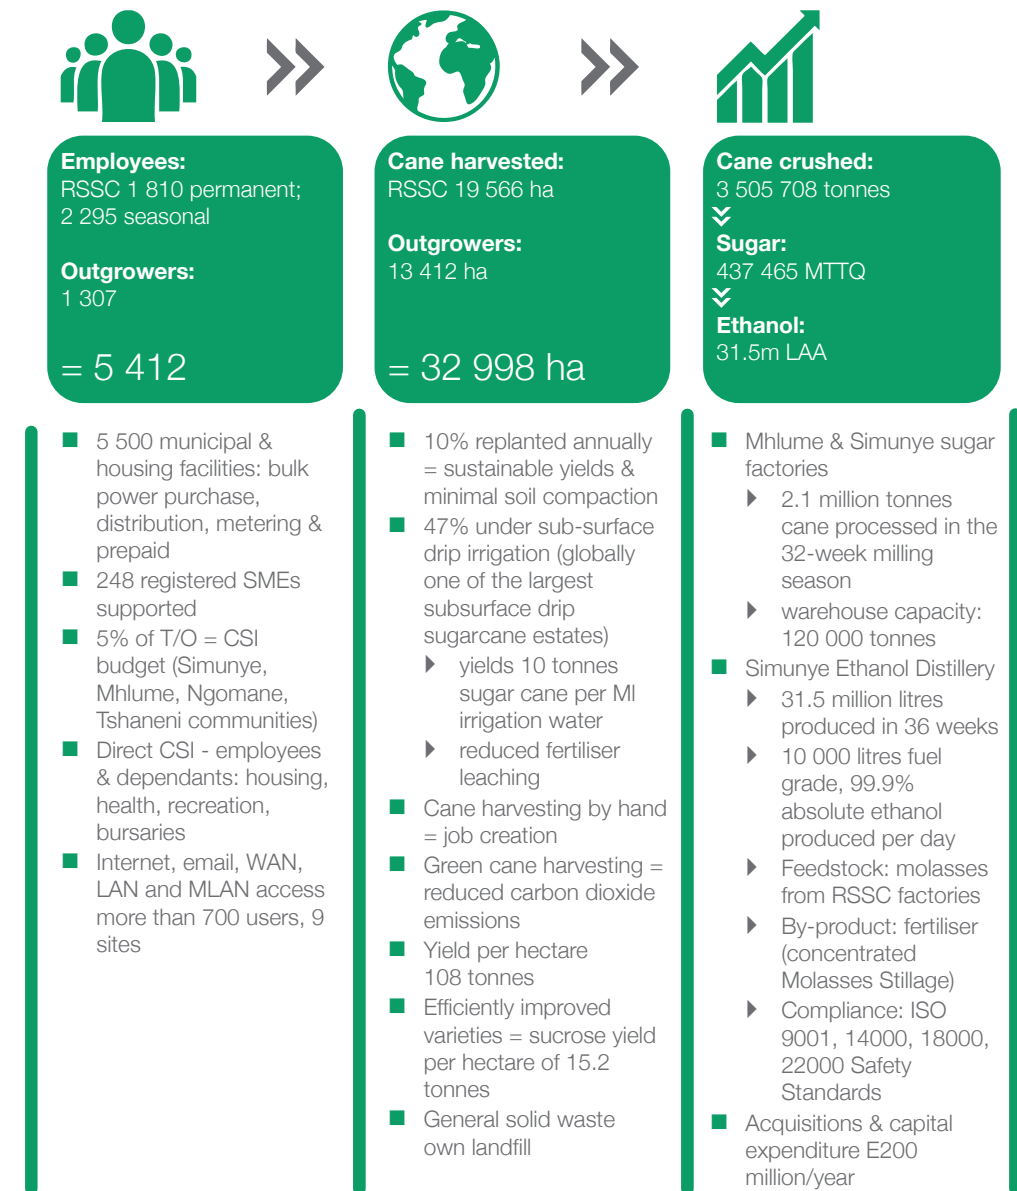 Employees:
RSSC 1 810 permanent;
2 295 seasonal
Outgrowers:
1 307
= 5 412
5 500 municipal &
housing facilities: bulk
power purchase,
distribution, metering &
prepaid
248 registered SMEs
supported
5% of T/O = CSI
budget (Simunye,
Mhlume, Ngomane,
Tshaneni communities)
Direct CSI - employees
& dependants: housing,
health, recreation,
bursaries
Internet, email, WAN,
LAN and MLAN access
more than 700 users, 9
sites
Cane harvested:
RSSC 19 566 ha
Outgrowers:
13 412 ha
= 32 998 ha
10% replanted annually
= sustainable yields &
minimal soil compaction
47% under sub-surface
drip irrigation (globally
one of the largest
subsurface drip
sugarcane estates)
yields 10 tonnes
sugar cane per Ml
irrigation water
reduced fertiliser
leaching
Cane harvesting by hand
= job creation
Green cane harvesting =
reduced carbon dioxide
emissions
Yield per hectare
108 tonnes
Efficiently improved
varieties = sucrose yield
per hectare of 15.2
tonnes
General solid waste
own landfill
Cane crushed:
3 505 708 tonnes
Sugar:
437 465 MTTQ
Ethanol:
31.5m LAA
Mhlume & Simunye sugar
factories
2.1 million tonnes
cane processed in the
32-week milling
season
warehouse capacity:
120 000 tonnes
Simunye Ethanol Distillery
31.5 million litres
produced in 36 weeks
10 000 litres fuel
grade, 99.9%
absolute ethanol
produced per day
Feedstock: molasses
from RSSC factories
By-product: fertiliser
(concentrated
Molasses Stillage)
Compliance: ISO
9001, 14000, 18000,
22000 Safety
Standards
Acquisitions & capital
expenditure E200
million/year